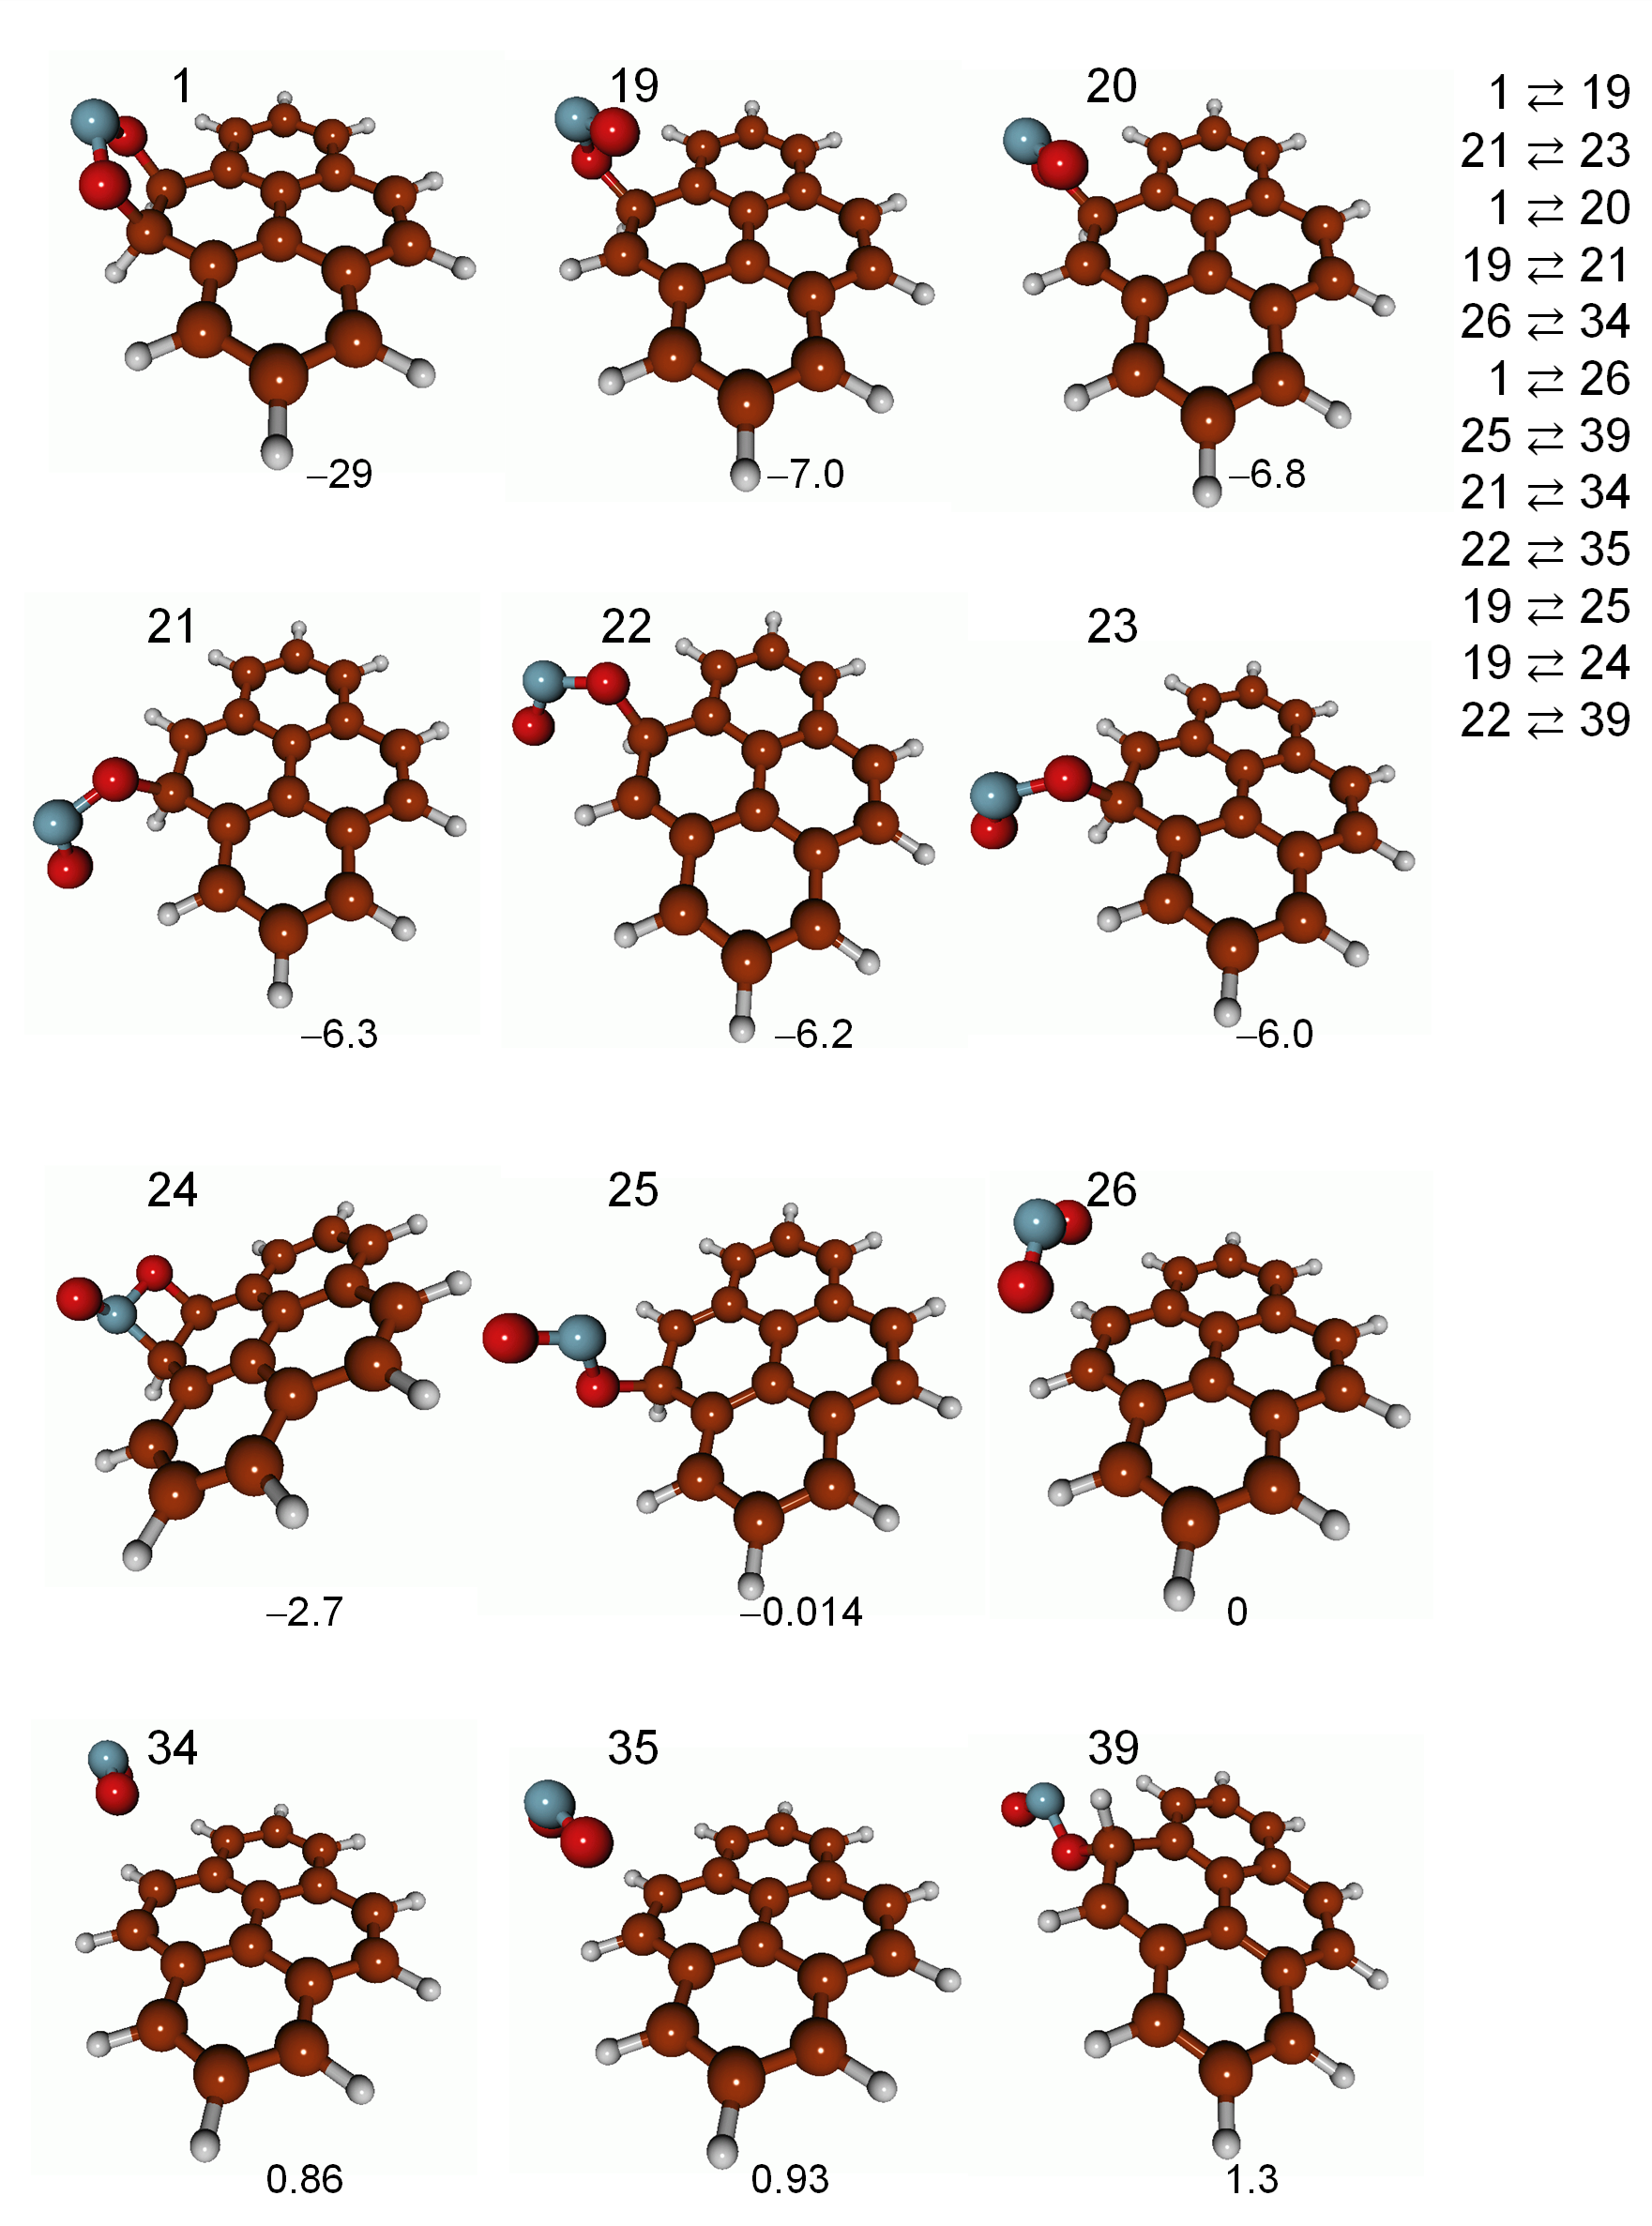 1 19 20
−29 −7.0 −6.8
21 22 23
−6.3 −6.2 −6.0
24 25 26
−2.7 −0.014 0
34 35 39
0.86 0.93 1.3
1 ⇄ 19
21 ⇄ 23
1 ⇄ 20
19 ⇄ 21
26 ⇄ 34
1 ⇄ 26
25 ⇄ 39
21 ⇄ 34
22 ⇄ 35
19 ⇄ 25
19 ⇄ 24
22 ⇄ 39